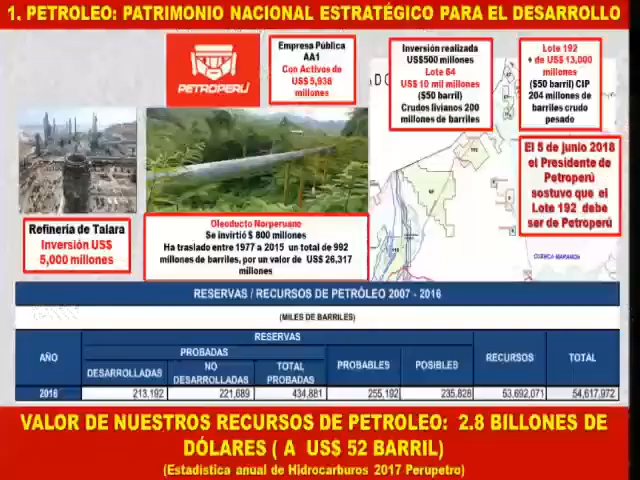 1. PETROLEO: PATRIMONIO NACIONAL ESTRATÉGICO PARA EL DESARROLLO
PETROPERÚ
Empresa Pública
AA1
Con Activos de
US$ 5,938
millones
Inversión realizada
US$500 millones
Lote 64
US$ 10 mil millones
($50 barril)
Crudos livianos 200
millones de barriles
Lote 192
+ de US$ 13,000
millones
($50 barril) CIP
204 millones de
barriles crudo
pesado
El 5 de junio 2018
el Presidente de
Petroperú
sostuvo que el
Lote 192 debe
ser de Petroperú
Refinería de Talara
Inversión US$
5,000 millones
Oleoducto Norperuano
Se invirtió $ 800 millones
Ha traslado entre 1977 a 2015 un total de 992
millones de barriles, por un valor de US$ 26,317
millones
CUENCA MARAÑON
RESERVAS / RECURSOS DE PETRÓLEO 2007 - 2016
(MILES DE BARRILES)
AÑO
RESERVAS
PROBADAS
DESARROLLADAS
NO DESARROLLADAS
TOTAL PROBADAS
PROBABLES
POSIBLES
RECURSOS
TOTAL
2016 213,192 221,689 434,881 255,192 235,828 53,692,071 54,617,972
VALOR DE NUESTROS RECURSOS DE PETROLEO: 2.8 BILLONES DE
DÓLARES ( A US$ 52 BARRIL)
(Estadística anual de Hidrocarburos 2017 Perupetro)